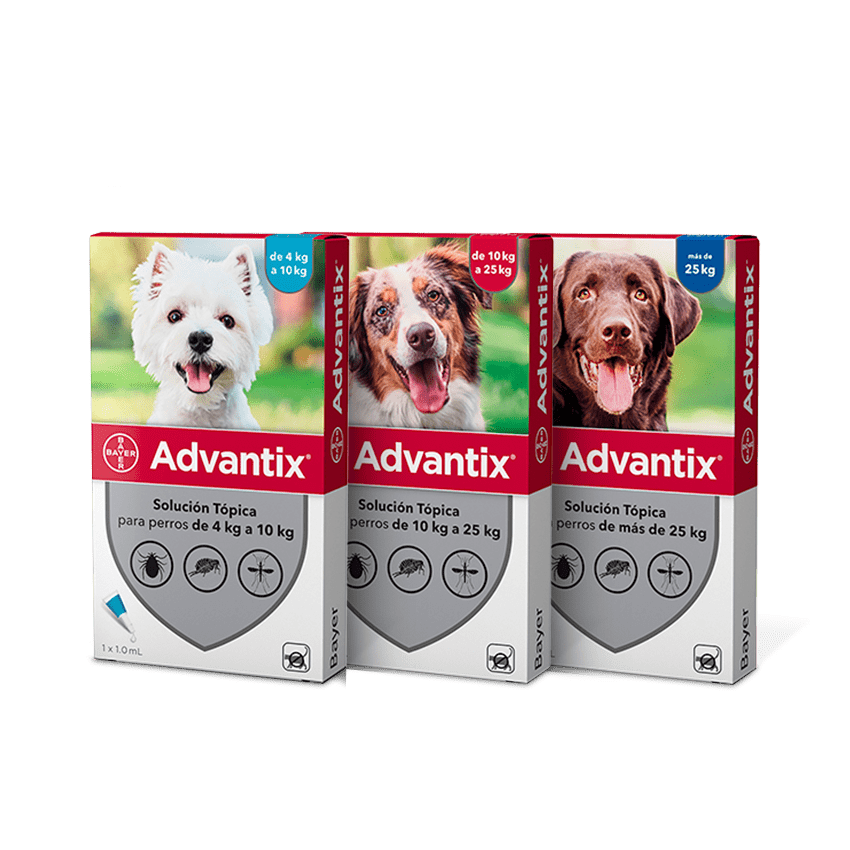 de 4 kg
a 10 kg
Advantix
BAYER
BAYER
Advantix®
Solución Tópica
para perros de 4 kg a 10 kg
1 x 1.0 mL
Bayer
de 10 kg
a 25 kg
Advantix
Advantix®
Solución Tópica
perros de 10 kg a 25 kg
Bayer
más de
25 kg
Advantix
Advantix®
Solución Tópica
perros de más de 25 kg
Bayer